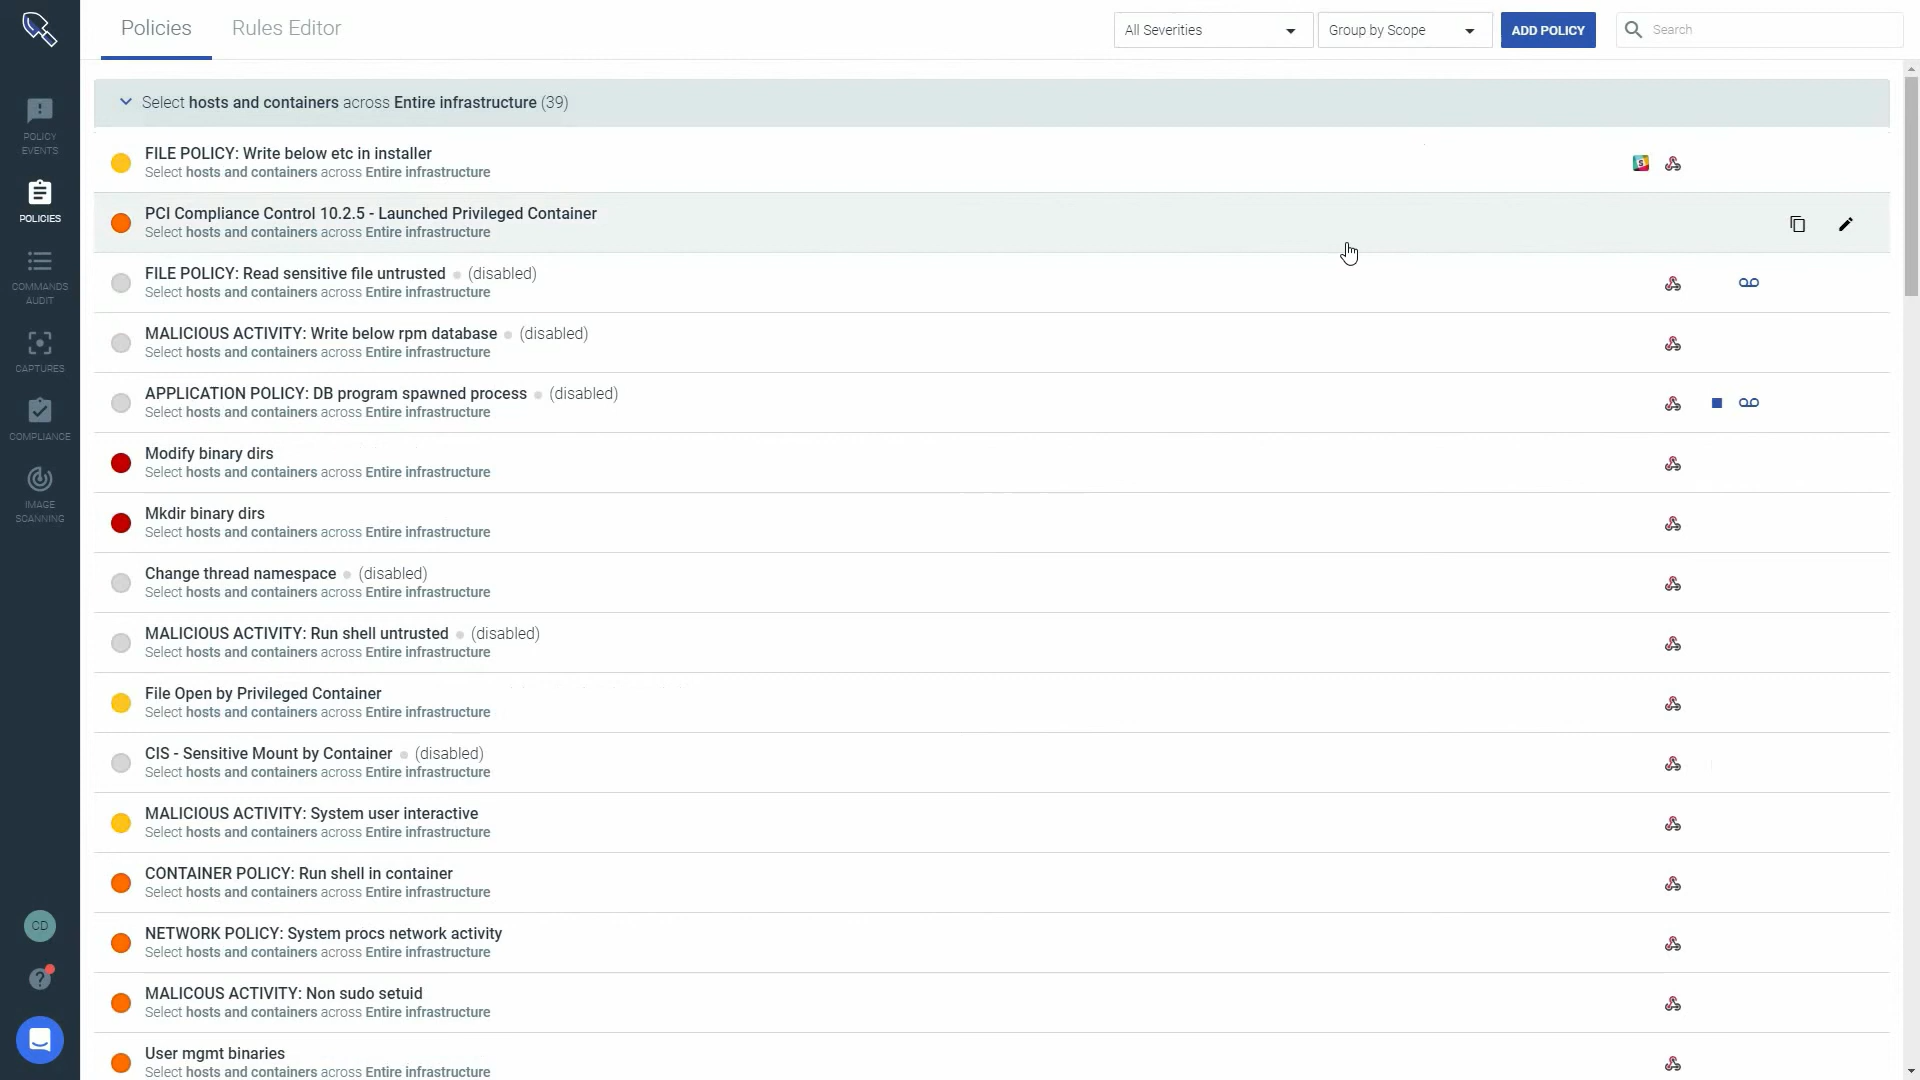 Policies
Rules Editor
All Severities
Group by Scope
ADD POLICY
Search
POLICY EVENTS
POLICIES
COMMANDS AUDIT
CAPTURES
COMPLIANCE
IMAGE SCANNING
CD
?
Select hosts and containers across Entire infrastructure (39)
FILE POLICY: Write below etc in installer
Select hosts and containers across Entire infrastructure
PCI Compliance Control 10.2.5 - Launched Privileged Container
Select hosts and containers across Entire infrastructure
FILE POLICY: Read sensitive file untrusted (disabled)
Select hosts and containers across Entire infrastructure
MALICIOUS ACTIVITY: Write below rpm database (disabled)
Select hosts and containers across Entire infrastructure
APPLICATION POLICY: DB program spawned process (disabled)
Select hosts and containers across Entire infrastructure
Modify binary dirs
Select hosts and containers across Entire infrastructure
Mkdir binary dirs
Select hosts and containers across Entire infrastructure
Change thread namespace (disabled)
Select hosts and containers across Entire infrastructure
MALICIOUS ACTIVITY: Run shell untrusted (disabled)
Select hosts and containers across Entire infrastructure
File Open by Privileged Container
Select hosts and containers across Entire infrastructure
CIS - Sensitive Mount by Container (disabled)
Select hosts and containers across Entire infrastructure
MALICIOUS ACTIVITY: System user interactive
Select hosts and containers across Entire infrastructure
CONTAINER POLICY: Run shell in container
Select hosts and containers across Entire infrastructure
NETWORK POLICY: System procs network activity
Select hosts and containers across Entire infrastructure
MALICOUS ACTIVITY: Non sudo setuid
Select hosts and containers across Entire infrastructure
User mgmt binaries
Select hosts and containers across Entire infrastructure